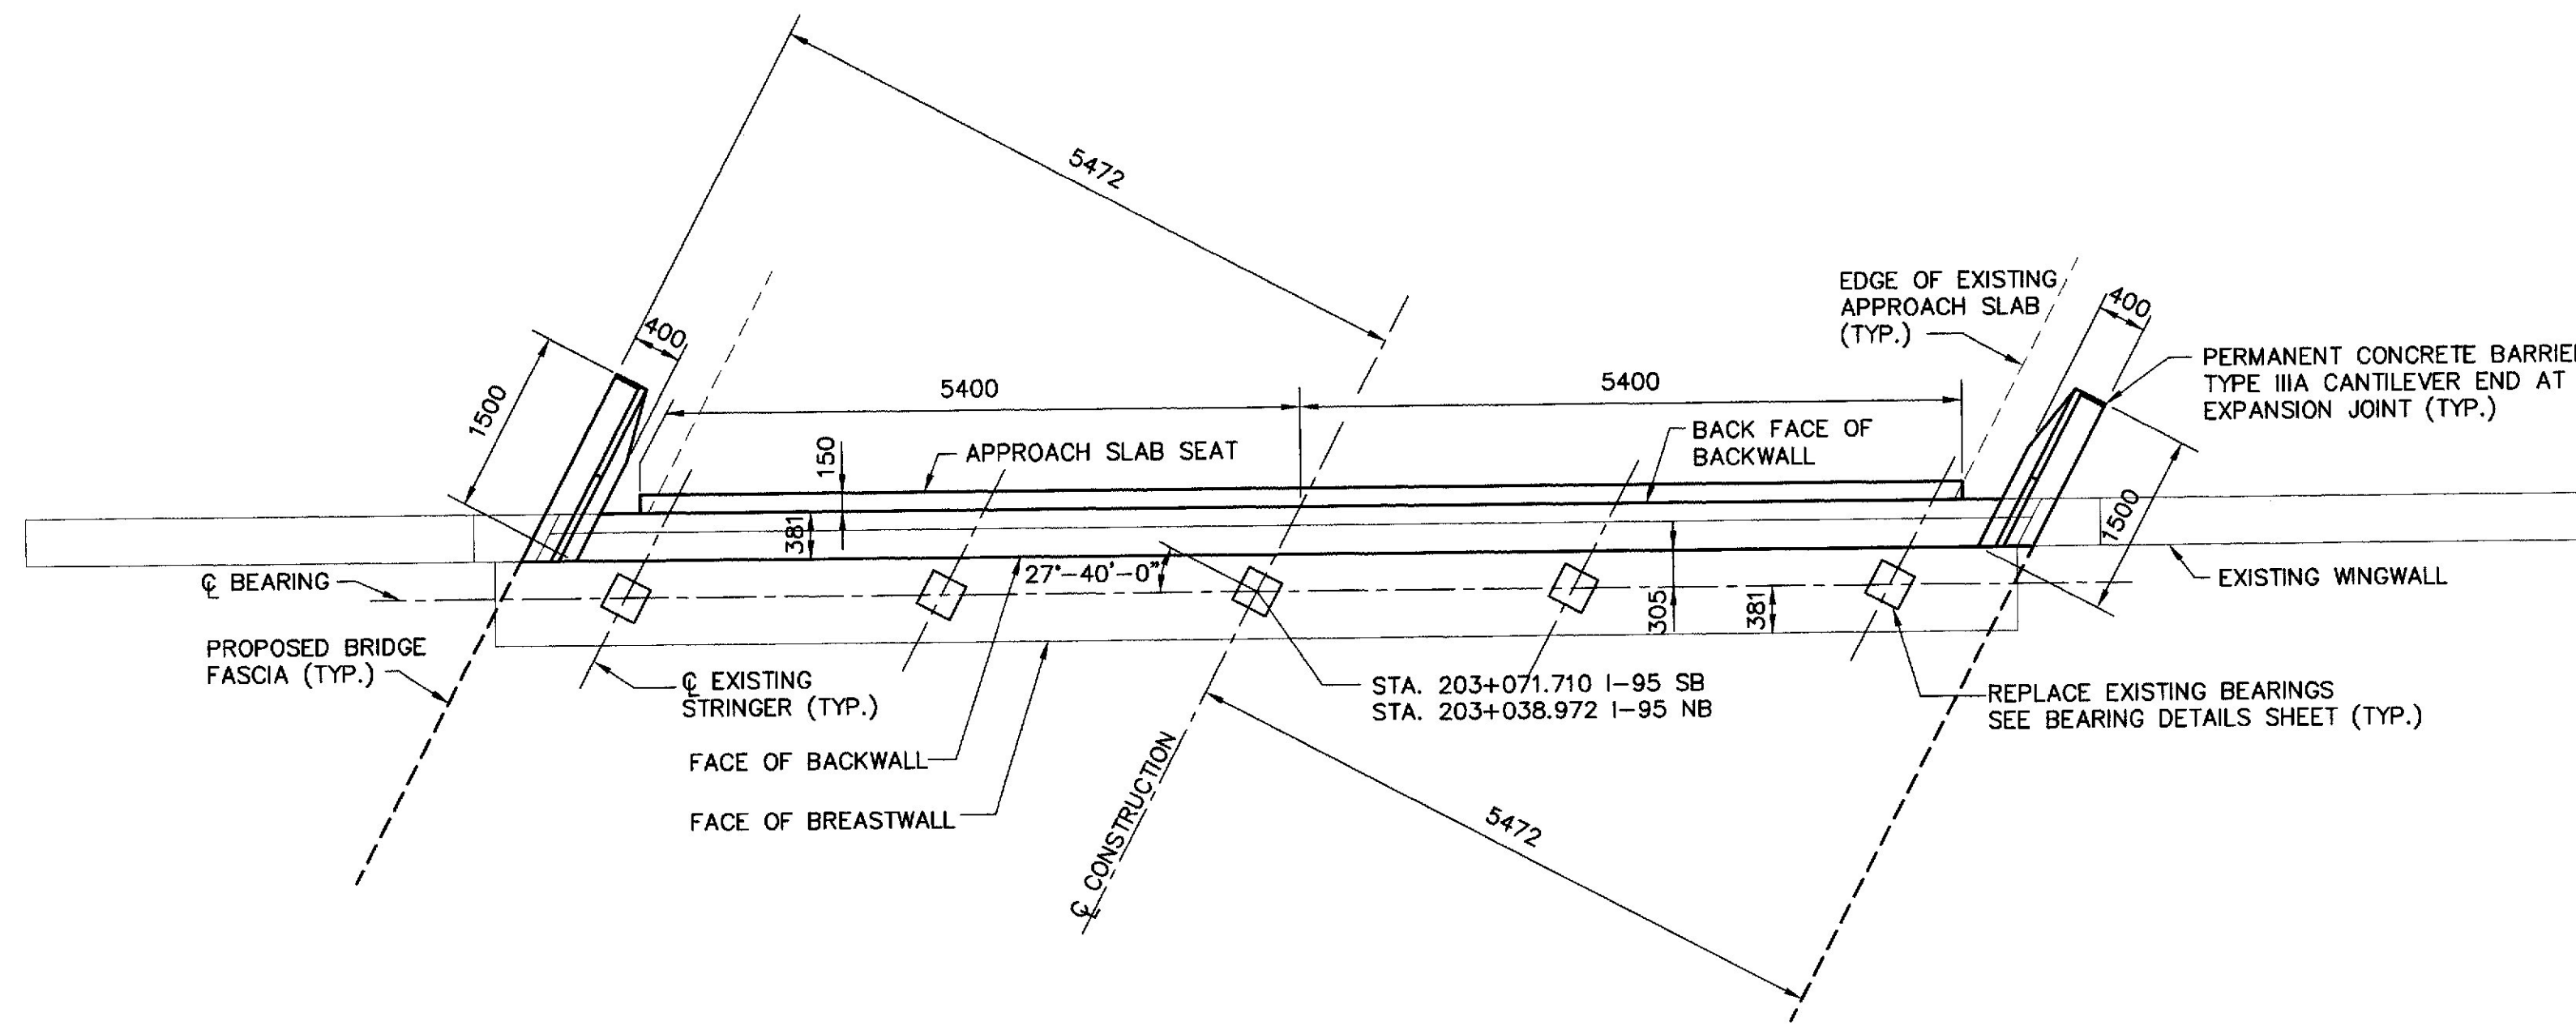 5472
400
1500
5400
5400
EDGE OF EXISTING
APPROACH SLAB
(TYP.)
400
PERMANENT CONCRETE BARRIER
TYPE IIIA CANTILEVER END AT
EXPANSION JOINT (TYP.)
150
APPROACH SLAB SEAT
BACK FACE OF
BACKWALL
381
1500
℄ BEARING
27°-40'-0"
305
381
EXISTING WINGWALL
PROPOSED BRIDGE
FASCIA (TYP.)
℄ EXISTING
STRINGER (TYP.)
STA. 203+071.710 I-95 SB
STA. 203+038.972 I-95 NB
REPLACE EXISTING BEARINGS
SEE BEARING DETAILS SHEET (TYP.)
FACE OF BACKWALL
FACE OF BREASTWALL
℄ CONSTRUCTION
5472